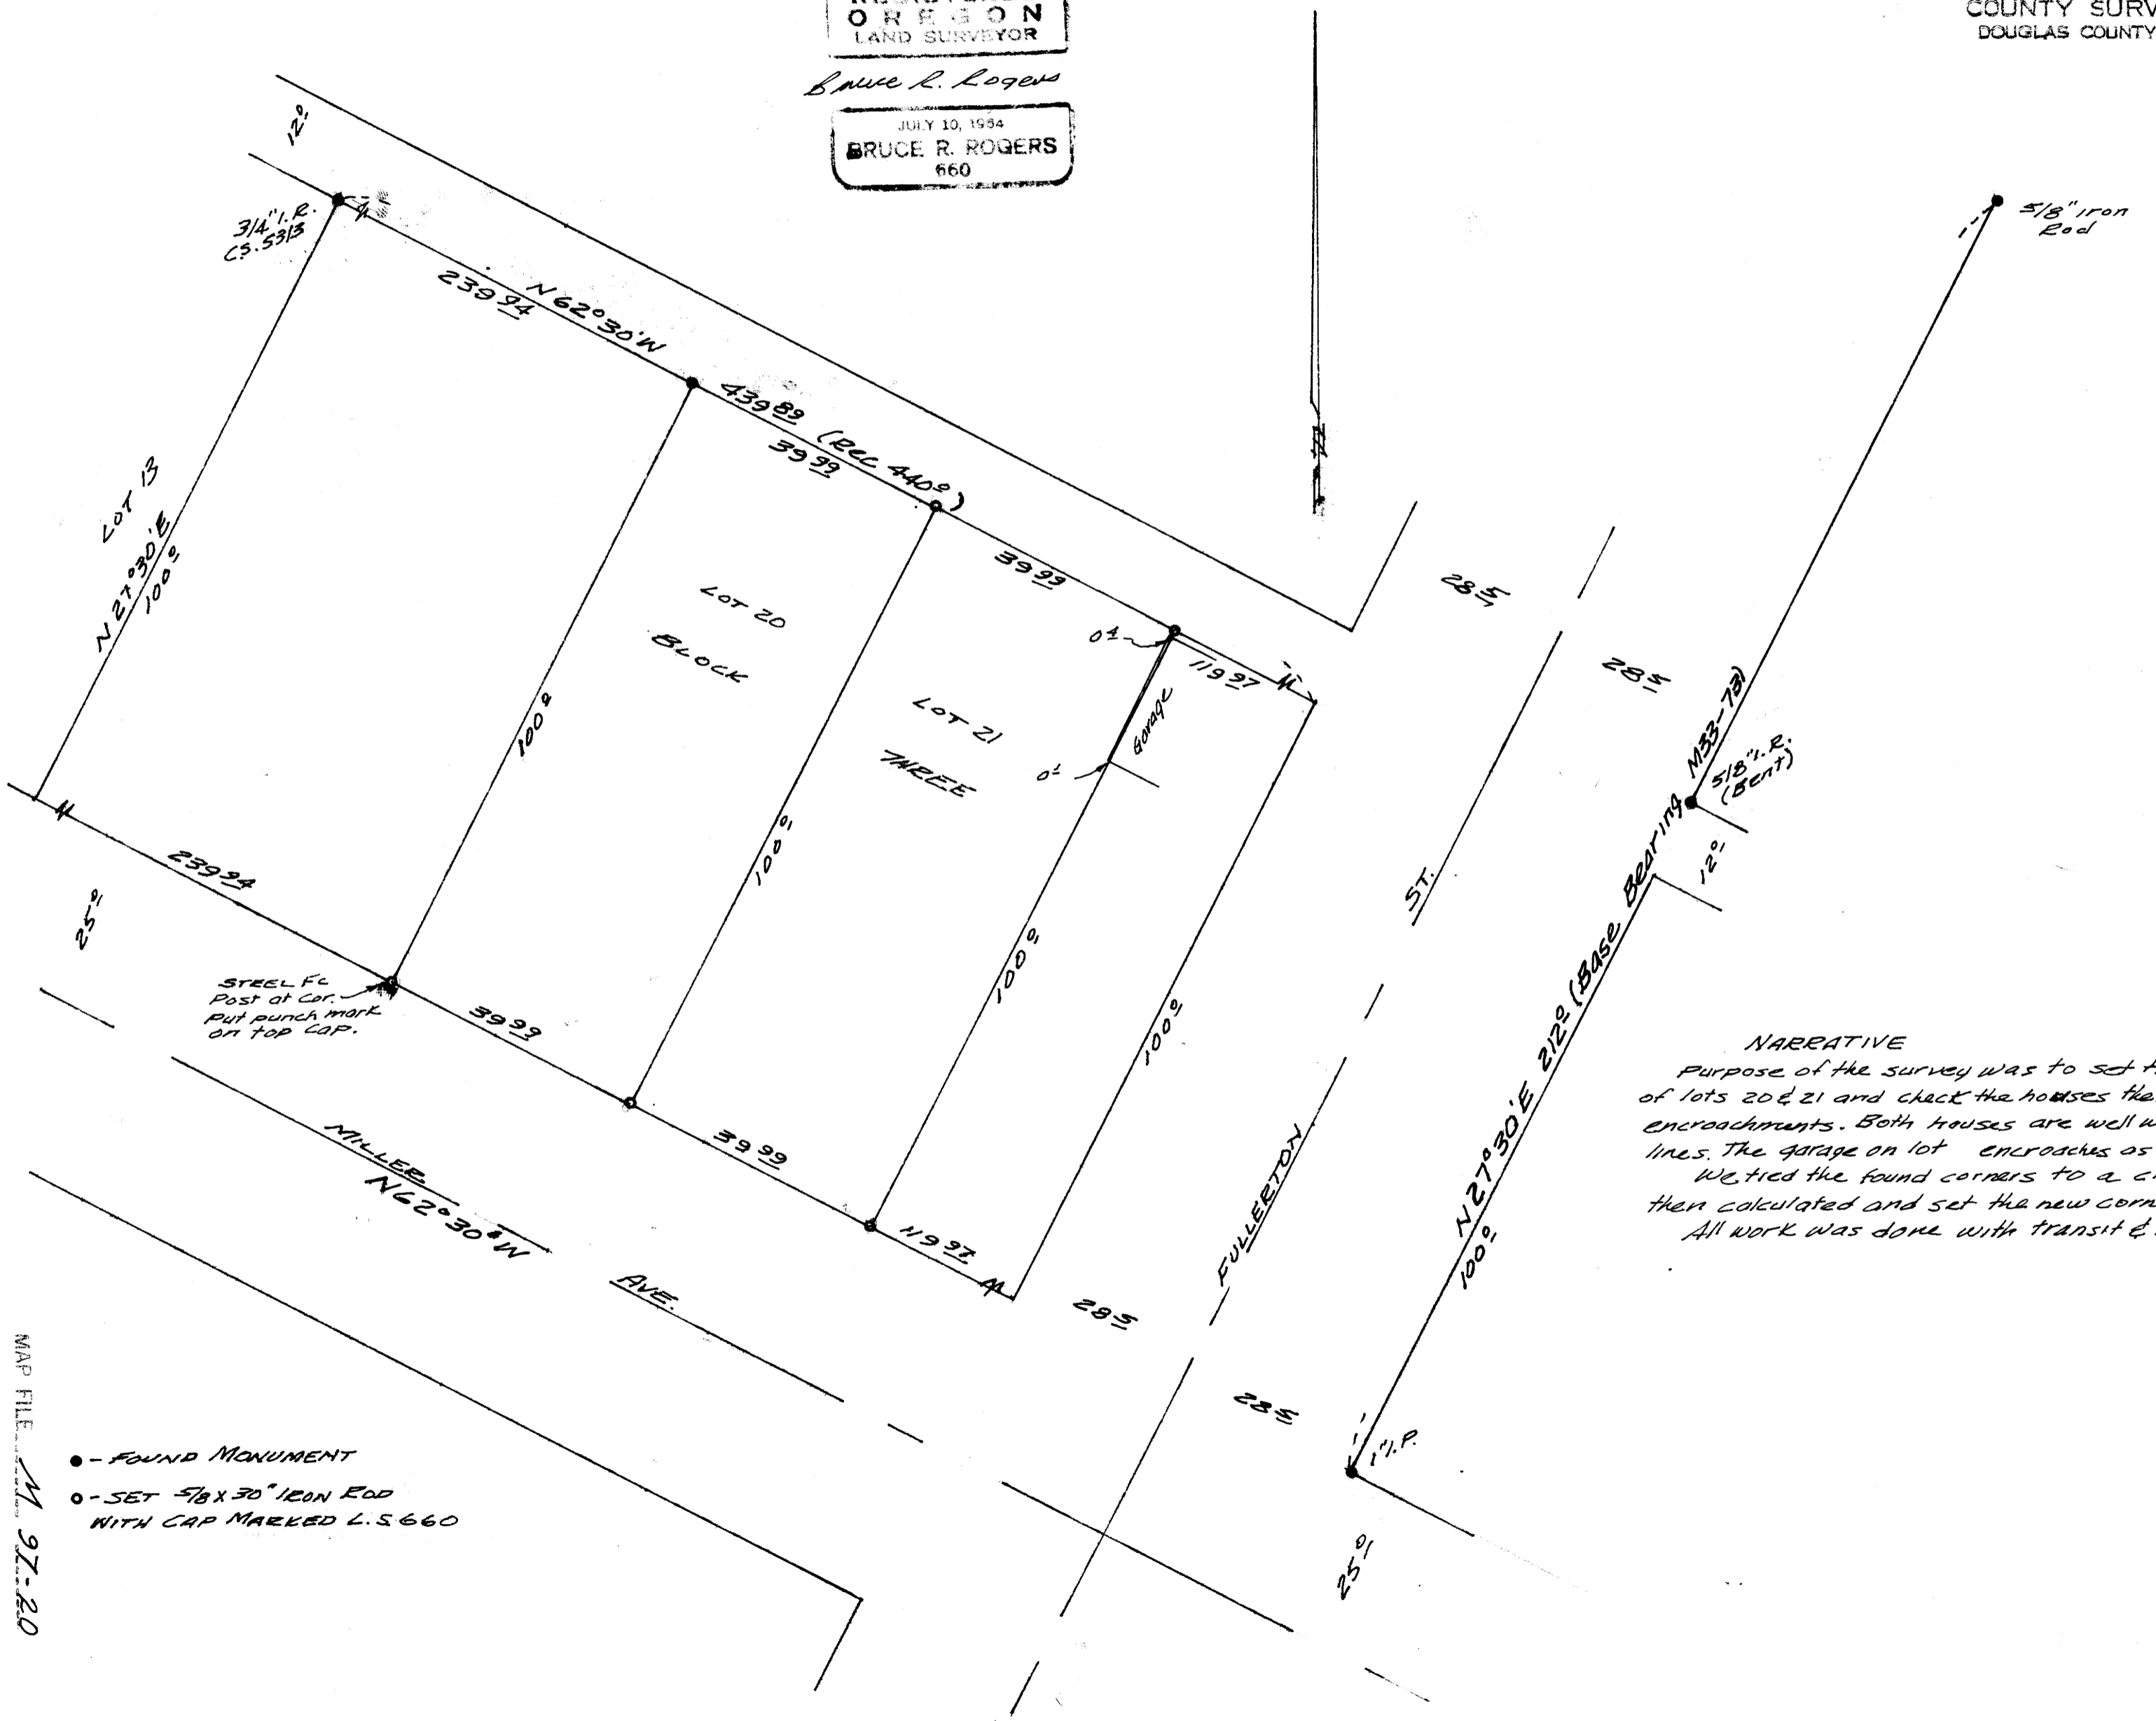 OREGON
LAND SURVEYOR
Bruce R. Rogers
JULY 10, 1964
BRUCE R. ROGERS
660
COUNTY SURV
DOUGLAS COUNTY
12.0
3/4" I.R.
C.S. 5313
5/8" Iron
Rod
N 62°30'W
239.94
439.89 (Rec 440.0)
39.99
39.99
LOT 13
N 27°30'E
100.0
LOT 20
BLOCK
LOT 21
THREE
0.4
Garage
0.1
119.97
28.5
28.5
M33-73)
5/8" I.R.
(Bent)
12.0
100.0
100.0
100.0
100.0
239.94
25.0
STEEL FC
Post at Cor.
Put punch mark
on top cap.
39.99
39.99
119.97
MILLER AVE.
N62°30'W
FULLERTON ST.
28.5
28.5
N27°30'E 212.0 (Base Bearing
100.0
1" I.P.
25.0
NARRATIVE
Purpose of the survey was to set
of lots 20 & 21 and check the houses
encroachments. Both houses are well
lines. The garage on lot encroaches as
We tied the found corners to a
then calculated and set the new
All work was done with transit &
● - FOUND MONUMENT
○ - SET 5/8 X 30" IRON ROD
WITH CAP MARKED L.S 660
MAP FILE M 97-20